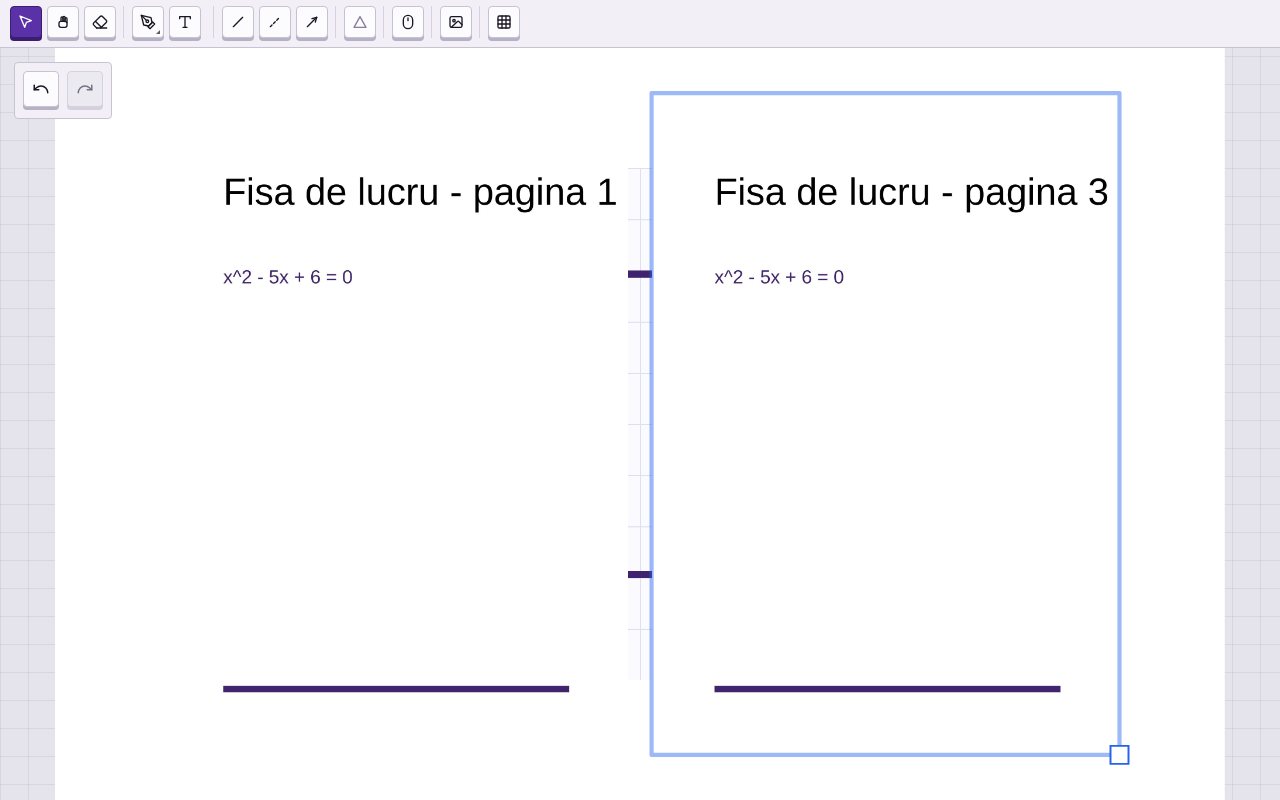 Fisa de lucru - pagina 1
x^2 - 5x + 6 = 0
Fisa de lucru - pagina 3
x^2 - 5x + 6 = 0